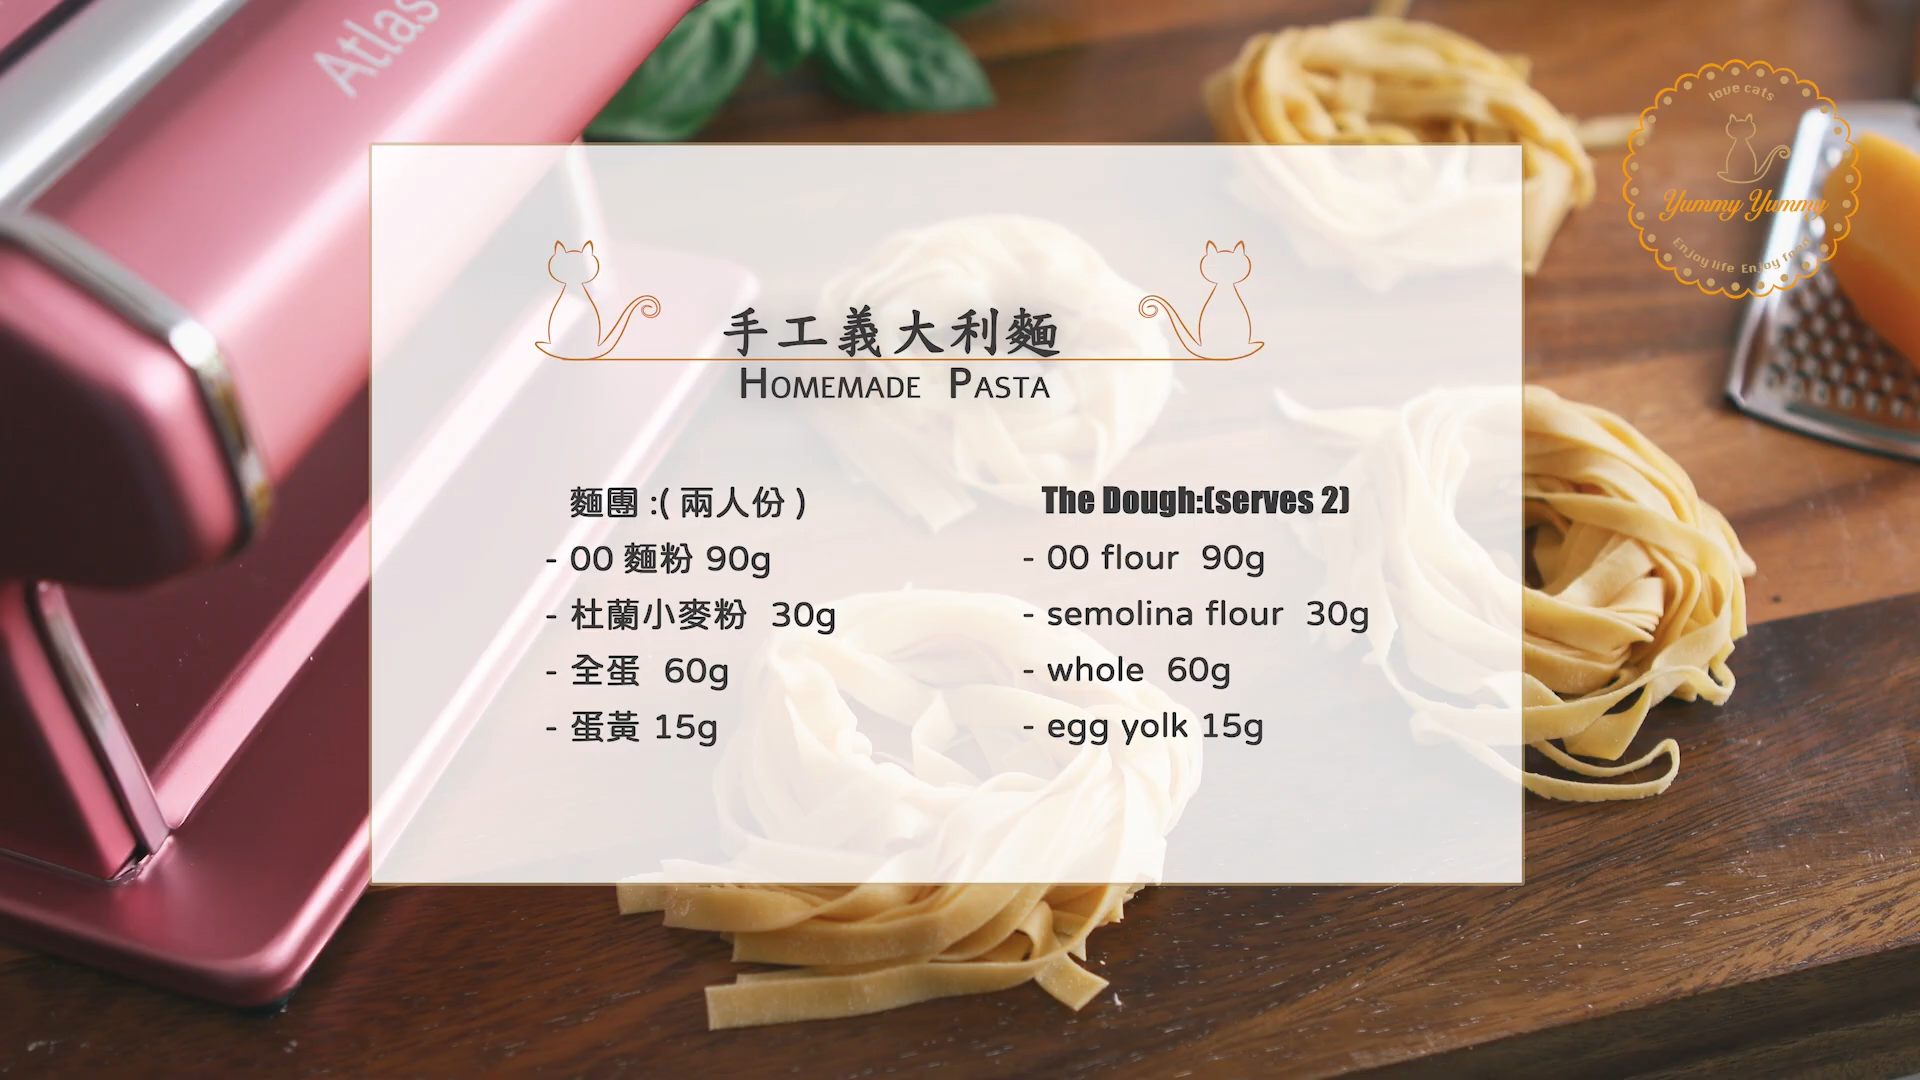 Atlas
love cats
Yummy Yummy
Enjoy life Enjoy food
手工義大利麵
Homemade Pasta
麵團 :( 兩人份 )
- 00 麵粉 90g
- 杜蘭小麥粉 30g
- 全蛋 60g
- 蛋黃 15g
The Dough:(serves 2)
- 00 flour 90g
- semolina flour 30g
- whole 60g
- egg yolk 15g